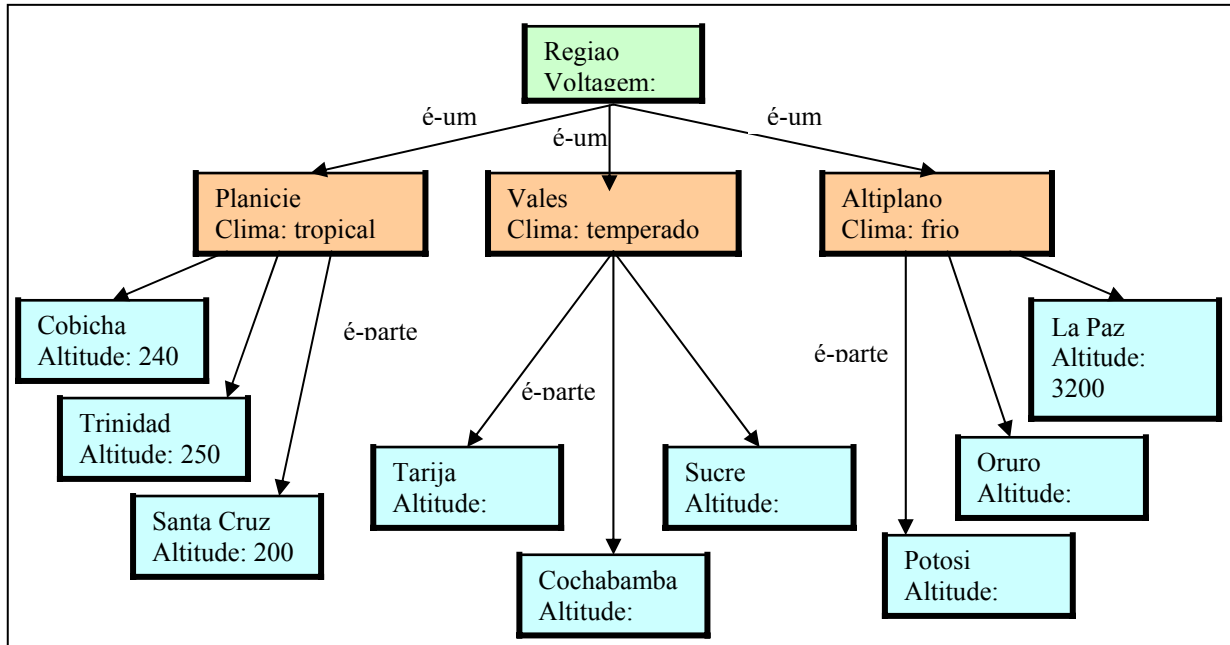 Regiao
Voltagem:
é-um
é-um
é-um
Planicie
Clima: tropical
Vales
Clima: temperado
Altiplano
Clima: frio
Cobicha
Altitude: 240
é-parte
Trinidad
Altitude: 250
Santa Cruz
Altitude: 200
é-parte
Tarija
Altitude:
Cochabamba
Altitude:
Sucre
Altitude:
é-parte
La Paz
Altitude:
3200
Oruro
Altitude:
Potosi
Altitude: